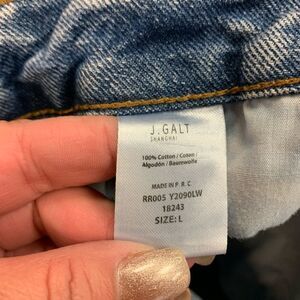 J.GALT
SHANGHAI
100% Cotton / Coton /
Algodón / Baumwolle
MADE IN P. R. C
RR005 Y2090LW
18243
SIZE: L